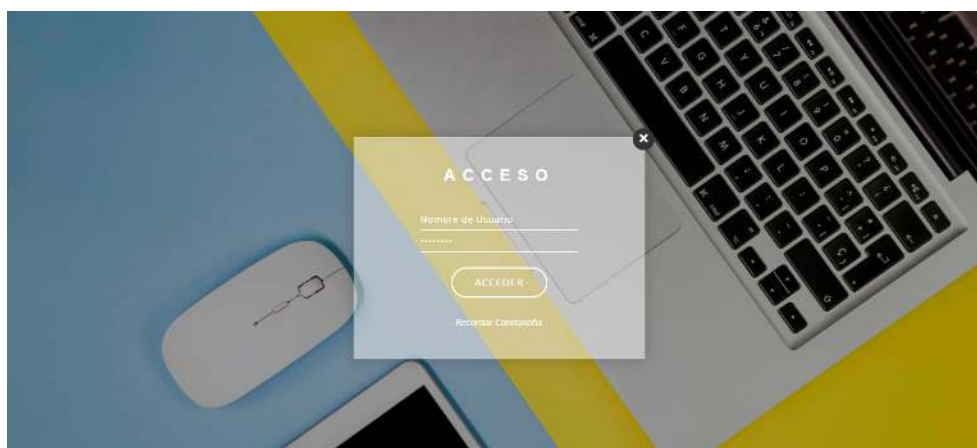 ACCESO
Nombre de Usuario
********
ACCEDER
Recordar Contraseña